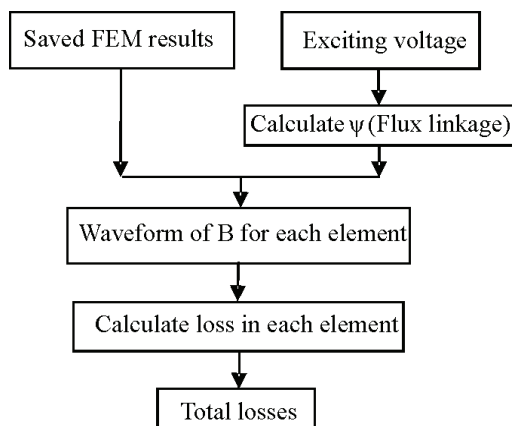 Saved FEM results
Exciting voltage
Calculate ψ (Flux linkage)
Waveform of B for each element
Calculate loss in each element
Total losses